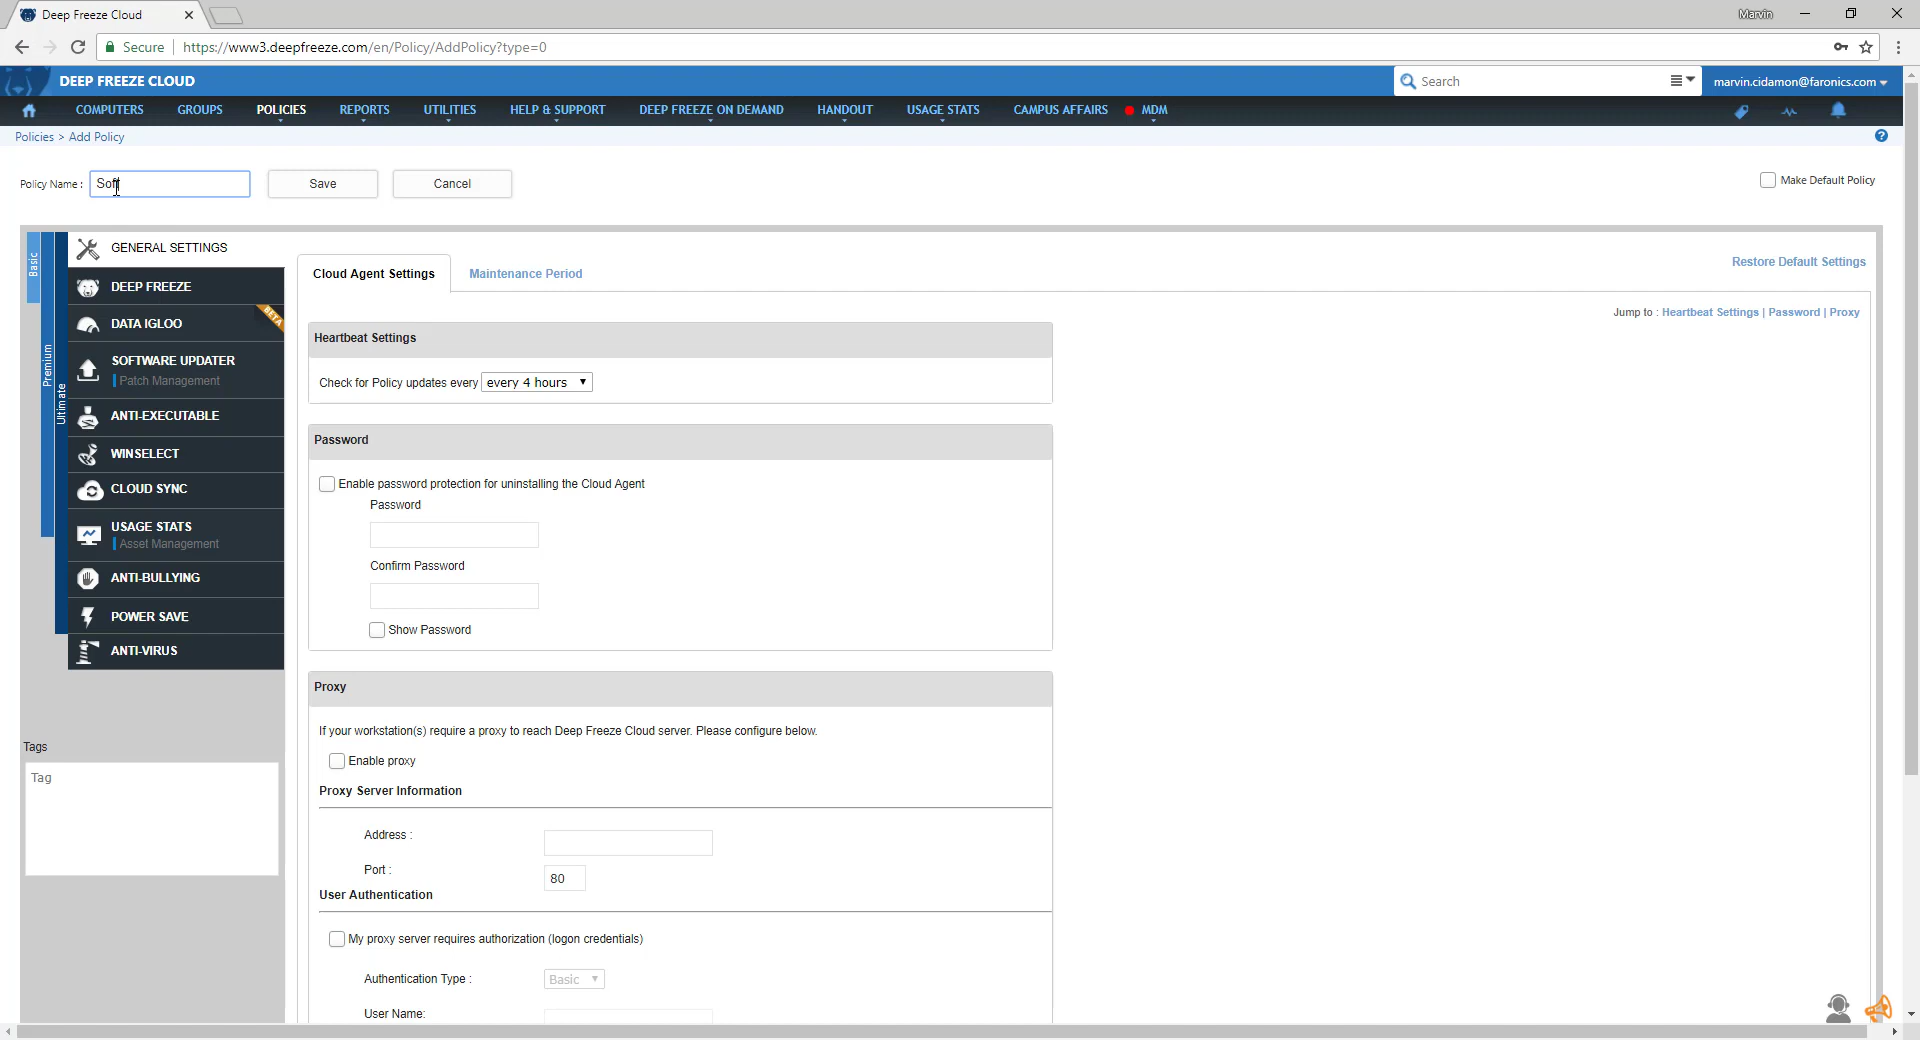 Deep Freeze Cloud
Marvin
Secure
https://www3.deepfreeze.com/en/Policy/AddPolicy?type=0
DEEP FREEZE CLOUD
Search
marvin.cidamon@faronics.com
COMPUTERS GROUPS POLICIES REPORTS UTILITIES HELP & SUPPORT DEEP FREEZE ON DEMAND HANDOUT USAGE STATS CAMPUS AFFAIRS MDM
Policies > Add Policy
Policy Name :
Soft
Save
Cancel
Make Default Policy
Basic
Premium
Ultimate
GENERAL SETTINGS
DEEP FREEZE
DATA IGLOO
BETA
SOFTWARE UPDATER
Patch Management
ANTI-EXECUTABLE
WINSELECT
CLOUD SYNC
USAGE STATS
Asset Management
ANTI-BULLYING
POWER SAVE
ANTI-VIRUS
Tags
Tag
Cloud Agent Settings
Maintenance Period
Restore Default Settings
Jump to : Heartbeat Settings | Password | Proxy
Heartbeat Settings
Check for Policy updates every every 4 hours
Password
Enable password protection for uninstalling the Cloud Agent
Password
Confirm Password
Show Password
Proxy
If your workstation(s) require a proxy to reach Deep Freeze Cloud server. Please configure below.
Enable proxy
Proxy Server Information
Address :
Port :
80
User Authentication
My proxy server requires authorization (logon credentials)
Authentication Type :
Basic
User Name: